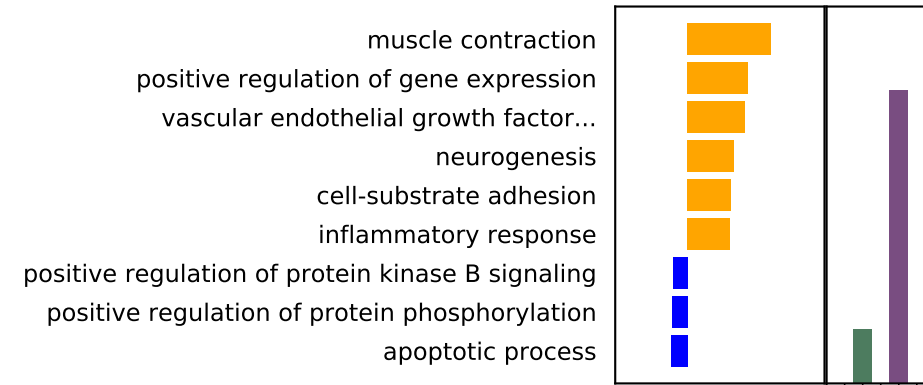 muscle contraction
positive regulation of gene expression
vascular endothelial growth factor...
neurogenesis
cell-substrate adhesion
inflammatory response
positive regulation of protein kinase B signaling
positive regulation of protein phosphorylation
apoptotic process